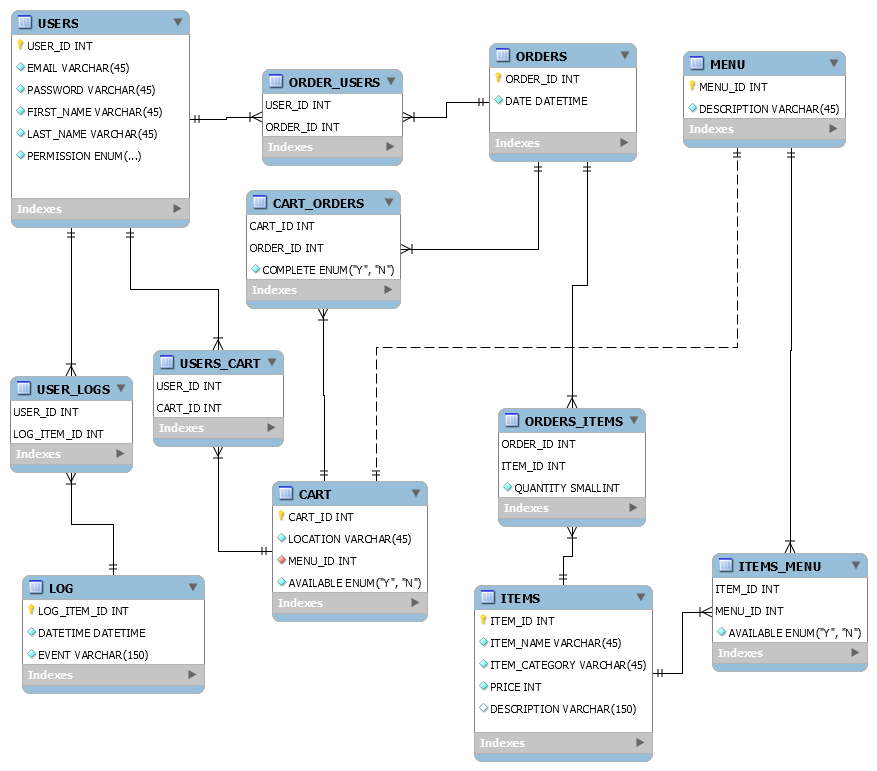 USERS
USER_ID INT
EMAIL VARCHAR(45)
PASSWORD VARCHAR(45)
FIRST_NAME VARCHAR(45)
LAST_NAME VARCHAR(45)
PERMISSION ENUM(...)
Indexes
ORDER_USERS
USER_ID INT
ORDER_ID INT
Indexes
ORDERS
ORDER_ID INT
DATE DATETIME
Indexes
MENU
MENU_ID INT
DESCRIPTION VARCHAR(45)
Indexes
CART_ORDERS
CART_ID INT
ORDER_ID INT
COMPLETE ENUM("Y", "N")
Indexes
USER_LOGS
USER_ID INT
LOG_ITEM_ID INT
Indexes
USERS_CART
USER_ID INT
CART_ID INT
Indexes
CART
CART_ID INT
LOCATION VARCHAR(45)
MENU_ID INT
AVAILABLE ENUM("Y", "N")
Indexes
ORDERS_ITEMS
ORDER_ID INT
ITEM_ID INT
QUANTITY SMALLINT
Indexes
LOG
LOG_ITEM_ID INT
DATETIME DATETIME
EVENT VARCHAR(150)
Indexes
ITEMS
ITEM_ID INT
ITEM_NAME VARCHAR(45)
ITEM_CATEGORY VARCHAR(45)
PRICE INT
DESCRIPTION VARCHAR(150)
Indexes
ITEMS_MENU
ITEM_ID INT
MENU_ID INT
AVAILABLE ENUM("Y", "N")
Indexes